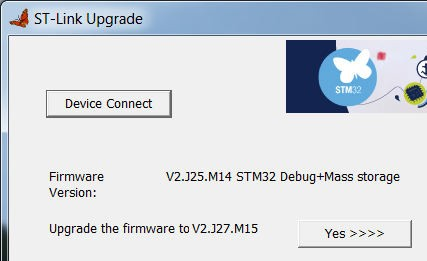 ST-Link Upgrade
STM32
Device Connect
Firmware Version:
V2.J25.M14 STM32 Debug+Mass storage
Upgrade the firmware to V2.J27.M15
Yes >>>>